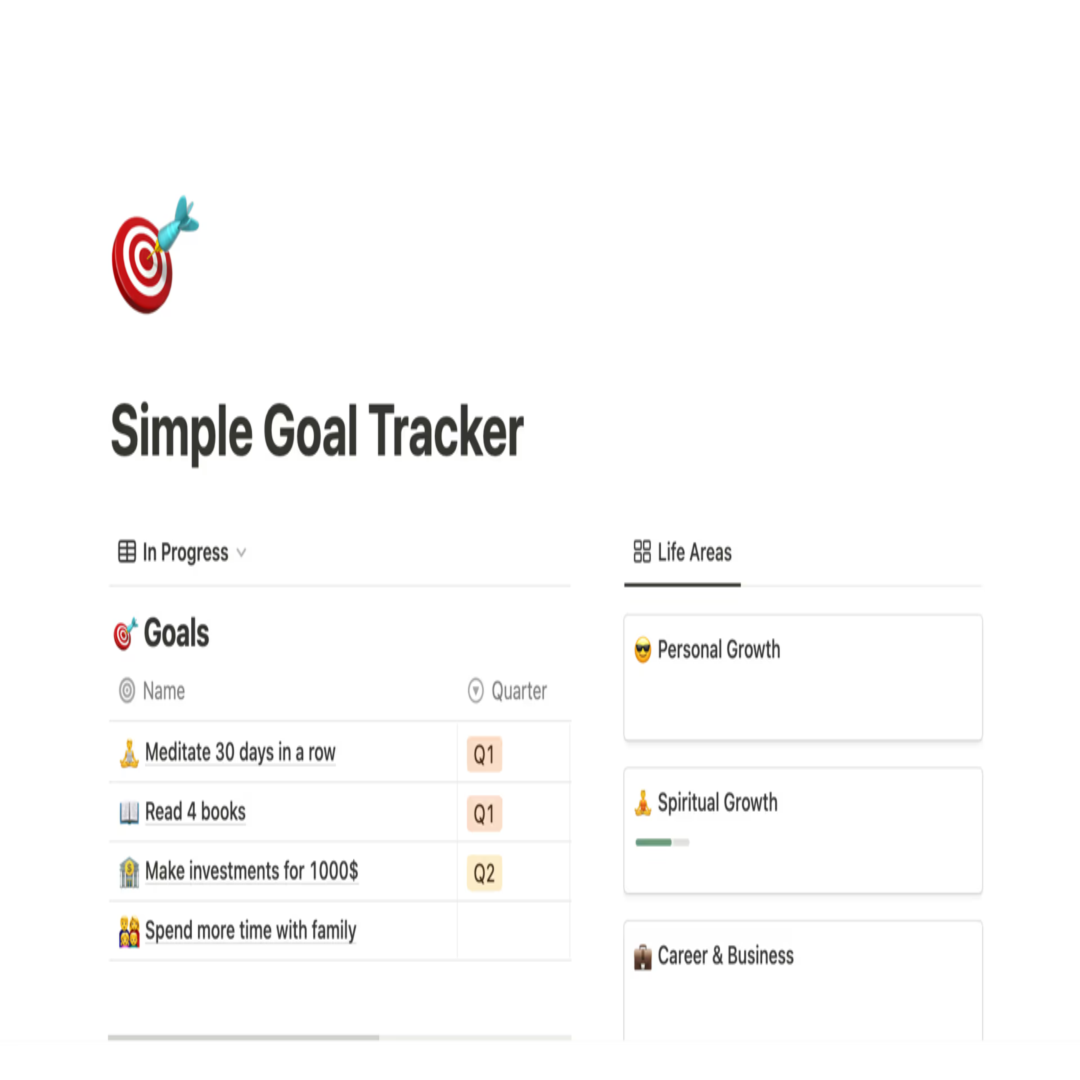 Simple Goal Tracker
In Progress
Goals
Name Quarter
Meditate 30 days in a row Q1
Read 4 books Q1
Make investments for 1000$ Q2
Spend more time with family
Life Areas
Personal Growth
Spiritual Growth
Career & Business